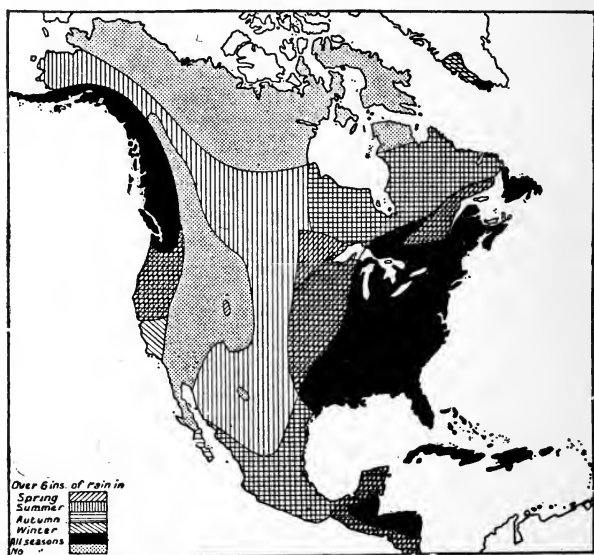 Over 6 ins. of rain in
Spring
Summer
Autumn
Winter
All seasons
No "